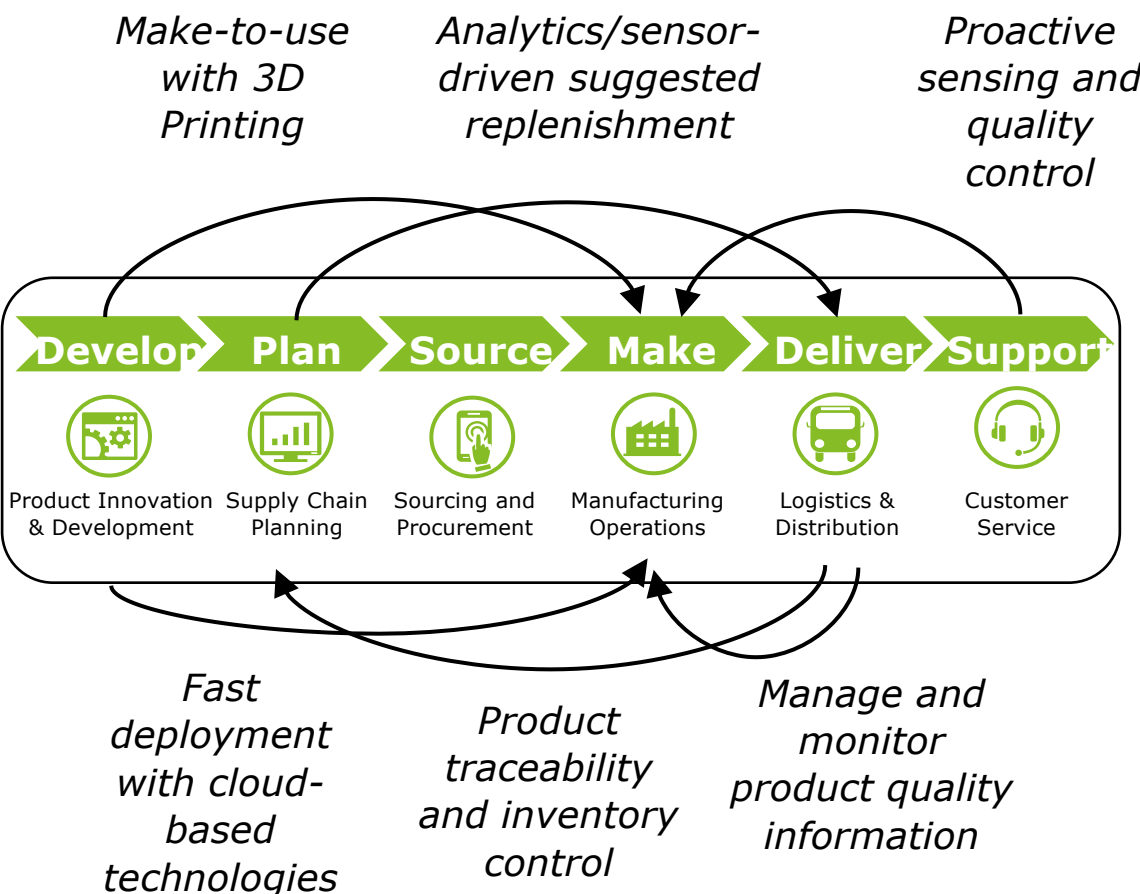 Make-to-use
with 3D
Printing
Analytics/sensor-
driven suggested
replenishment
Proactive
sensing and
quality
control
Develop
Plan
Source
Make
Deliver
Support
Product Innovation
& Development
Supply Chain
Planning
Sourcing and
Procurement
Manufacturing
Operations
Logistics &
Distribution
Customer
Service
Fast
deployment
with cloud-
based
technologies
Product
traceability
and inventory
control
Manage and
monitor
product quality
information